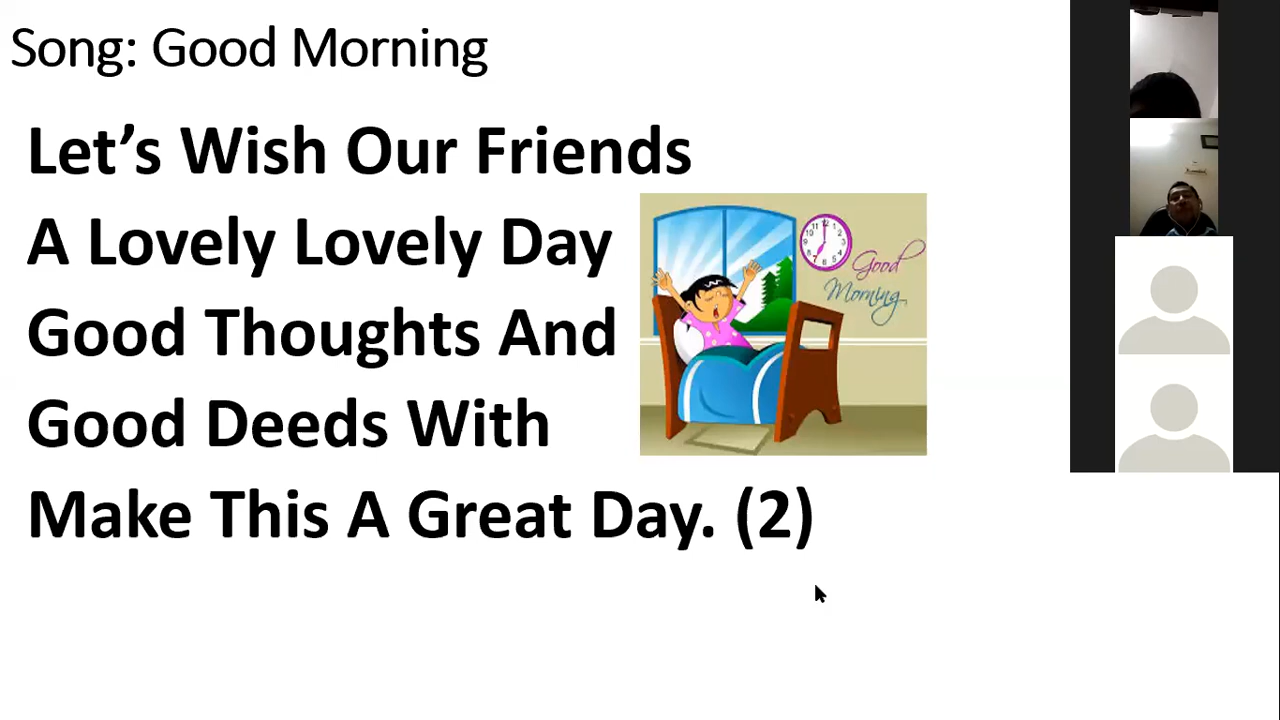 Song: Good Morning
Let's Wish Our Friends
A Lovely Lovely Day
Good Thoughts And
Good
Morning
Good Deeds With
Make This A Great Day. (2)